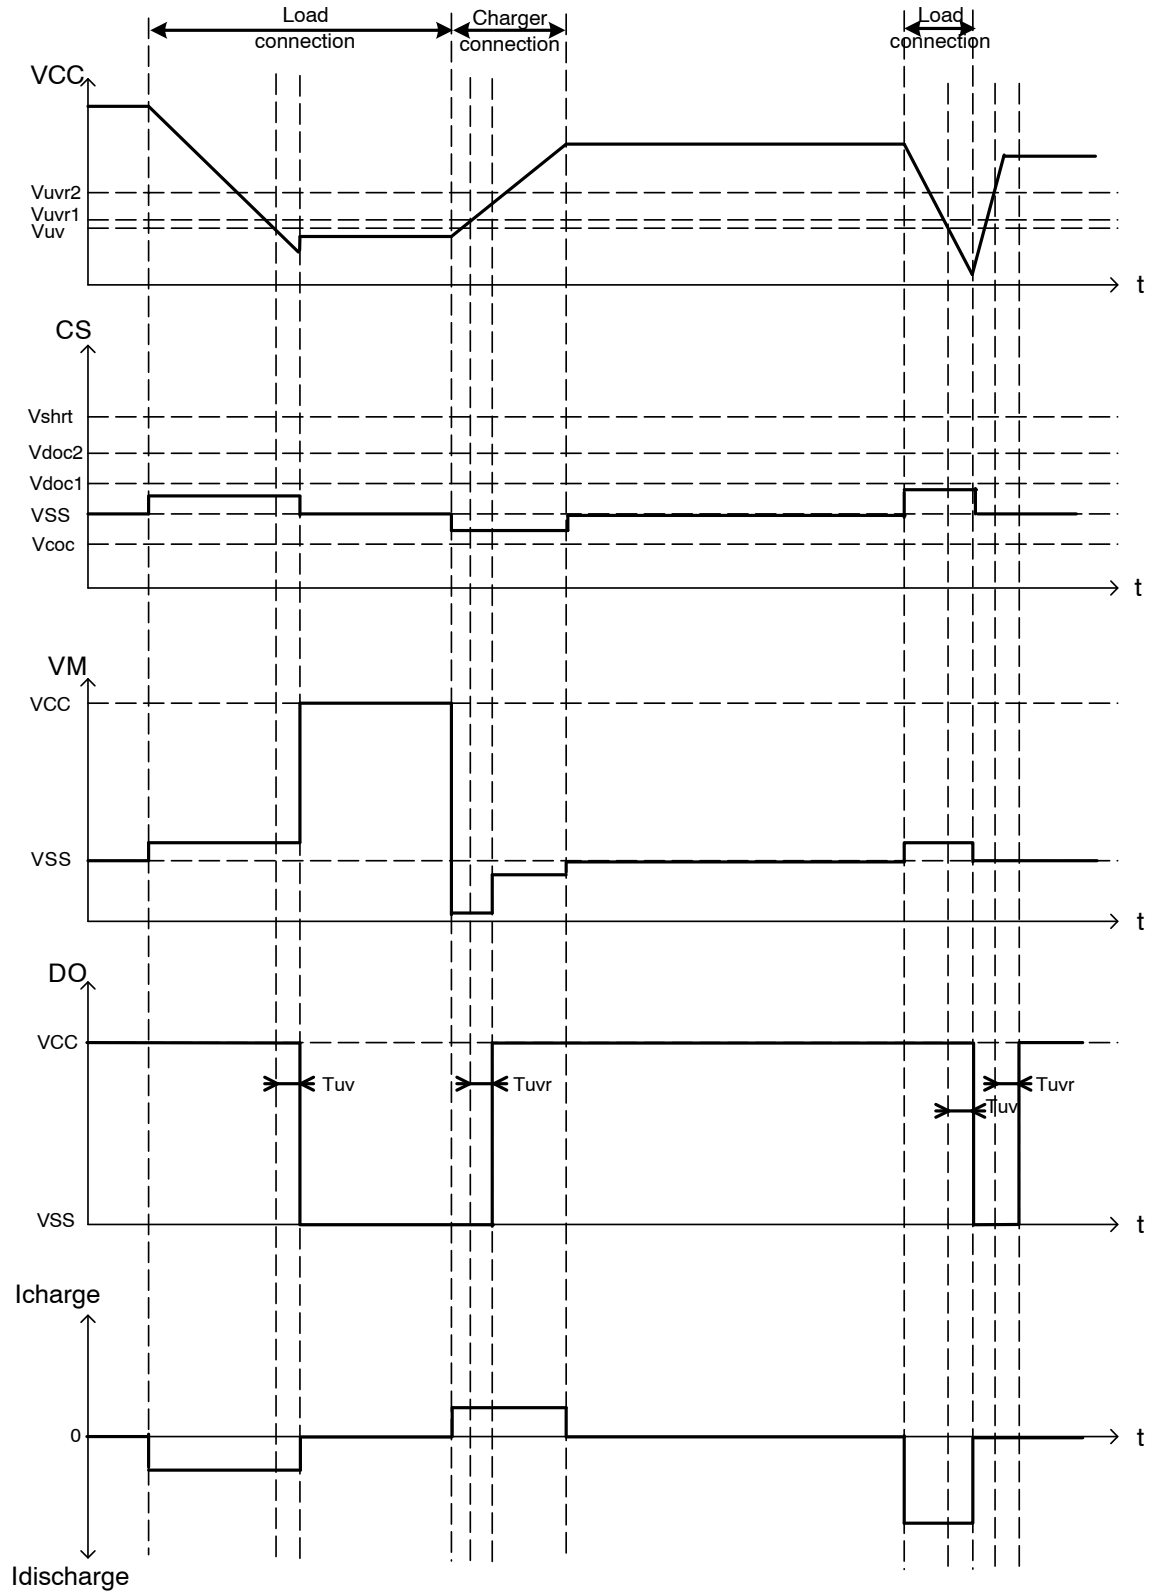 Load
connection
Charger
connection
Load
connection
VCC
Vuvr2
Vuvr1
Vuv
t
CS
Vshrt
Vdoc2
Vdoc1
VSS
Vcoc
t
VM
VCC
VSS
t
DO
VCC
Tuv
Tuvr
Tuvr
Tuv
VSS
t
Icharge
0
t
Idischarge